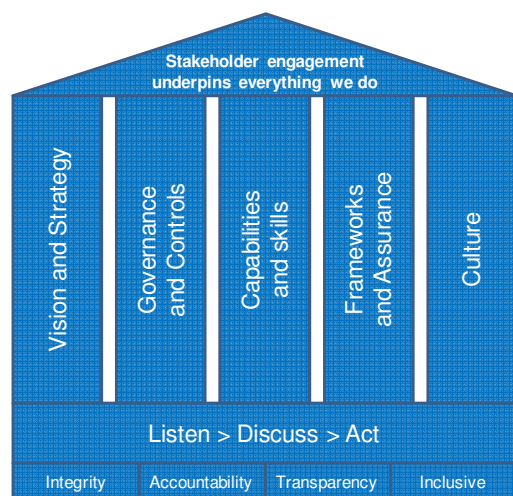 Stakeholder engagement
underpins everything we do
Vision and Strategy
Governance
and Controls
Capabilities
and skills
Frameworks
and Assurance
Culture
Listen > Discuss > Act
Integrity
Accountability
Transparency
Inclusive